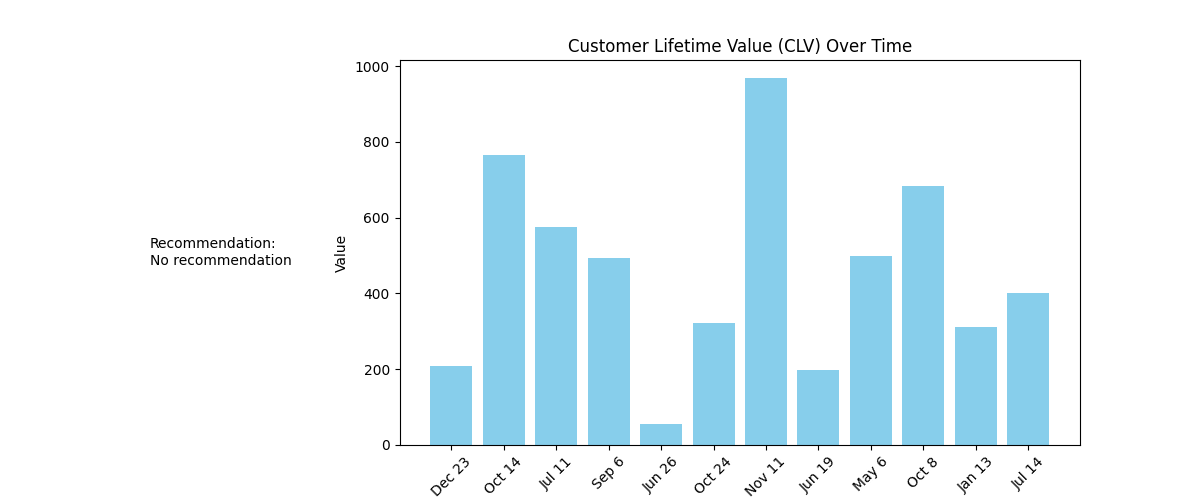 Customer Lifetime Value (CLV) Over Time
1000
800
600
400
200
0
Value
Recommendation:
No recommendation
Dec 23
Oct 14
Jul 11
Sep 6
Jun 26
Oct 24
Nov 11
Jun 19
May 6
Oct 8
Jan 13
Jul 14